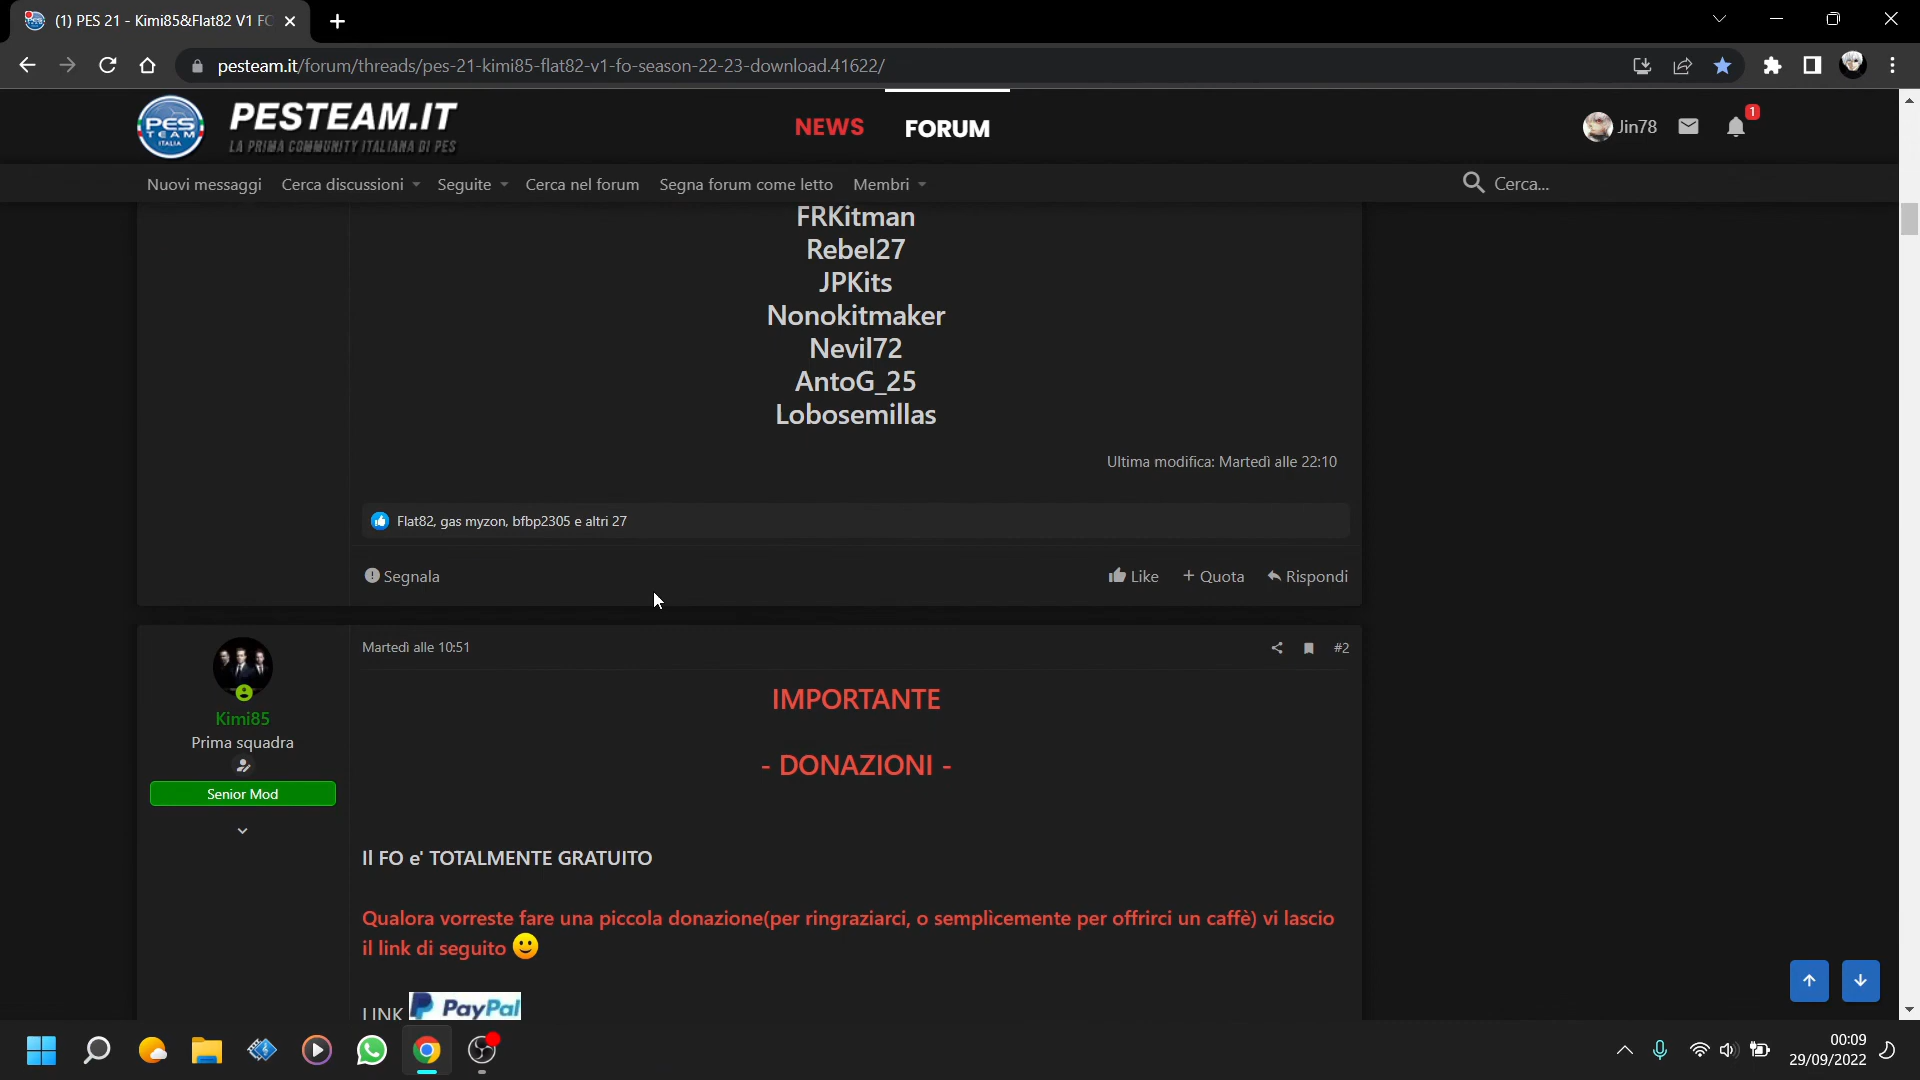 (1) PES 21 - Kimi85&Flat82 V1 FO
pesteam.it/forum/threads/pes-21-kimi85-flat82-v1-fo-season-22-23-download.41622/
PES TEAM ITALIA
PESTEAM.IT
LA PRIMA COMMUNITY ITALIANA DI PES
NEWS
FORUM
Jin78
1
Nuovi messaggi
Cerca discussioni
Seguite
Cerca nel forum
Segna forum come letto
Membri
Cerca...
FRKitman
Rebel27
JPKits
Nonokitmaker
Nevil72
AntoG_25
Lobosemillas
Ultima modifica: Martedì alle 22:10
Flat82, gas myzon, bfbp2305 e altri 27
Segnala
Like
+ Quota
Rispondi
Martedì alle 10:51
#2
Kimi85
Prima squadra
Senior Mod
IMPORTANTE
- DONAZIONI -
Il FO e' TOTALMENTE GRATUITO
Qualora vorreste fare una piccola donazione(per ringraziarci, o semplìcemente per offrirci un caffè) vi lascio
il link di seguito
LINK PayPal
00:09
29/09/2022